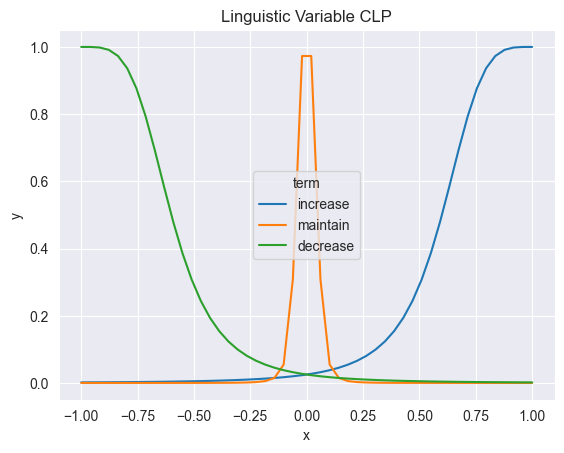 Linguistic Variable CLP
1.0
0.8
0.6
0.4
0.2
0.0
y
term
increase
maintain
decrease
−1.00 −0.75 −0.50 −0.25 0.00 0.25 0.50 0.75 1.00
x